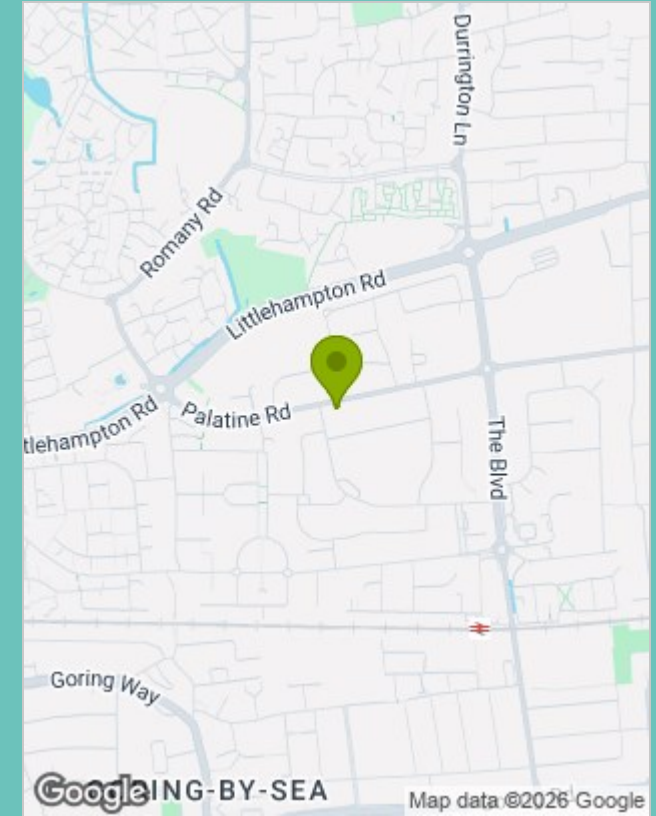 Durrington Ln
Romany Rd
Littlehampton Rd
tlehampton Rd
Palatine Rd
The Blvd
Goring Way
Google
ING-BY-SEA
Map data ©2026 Google